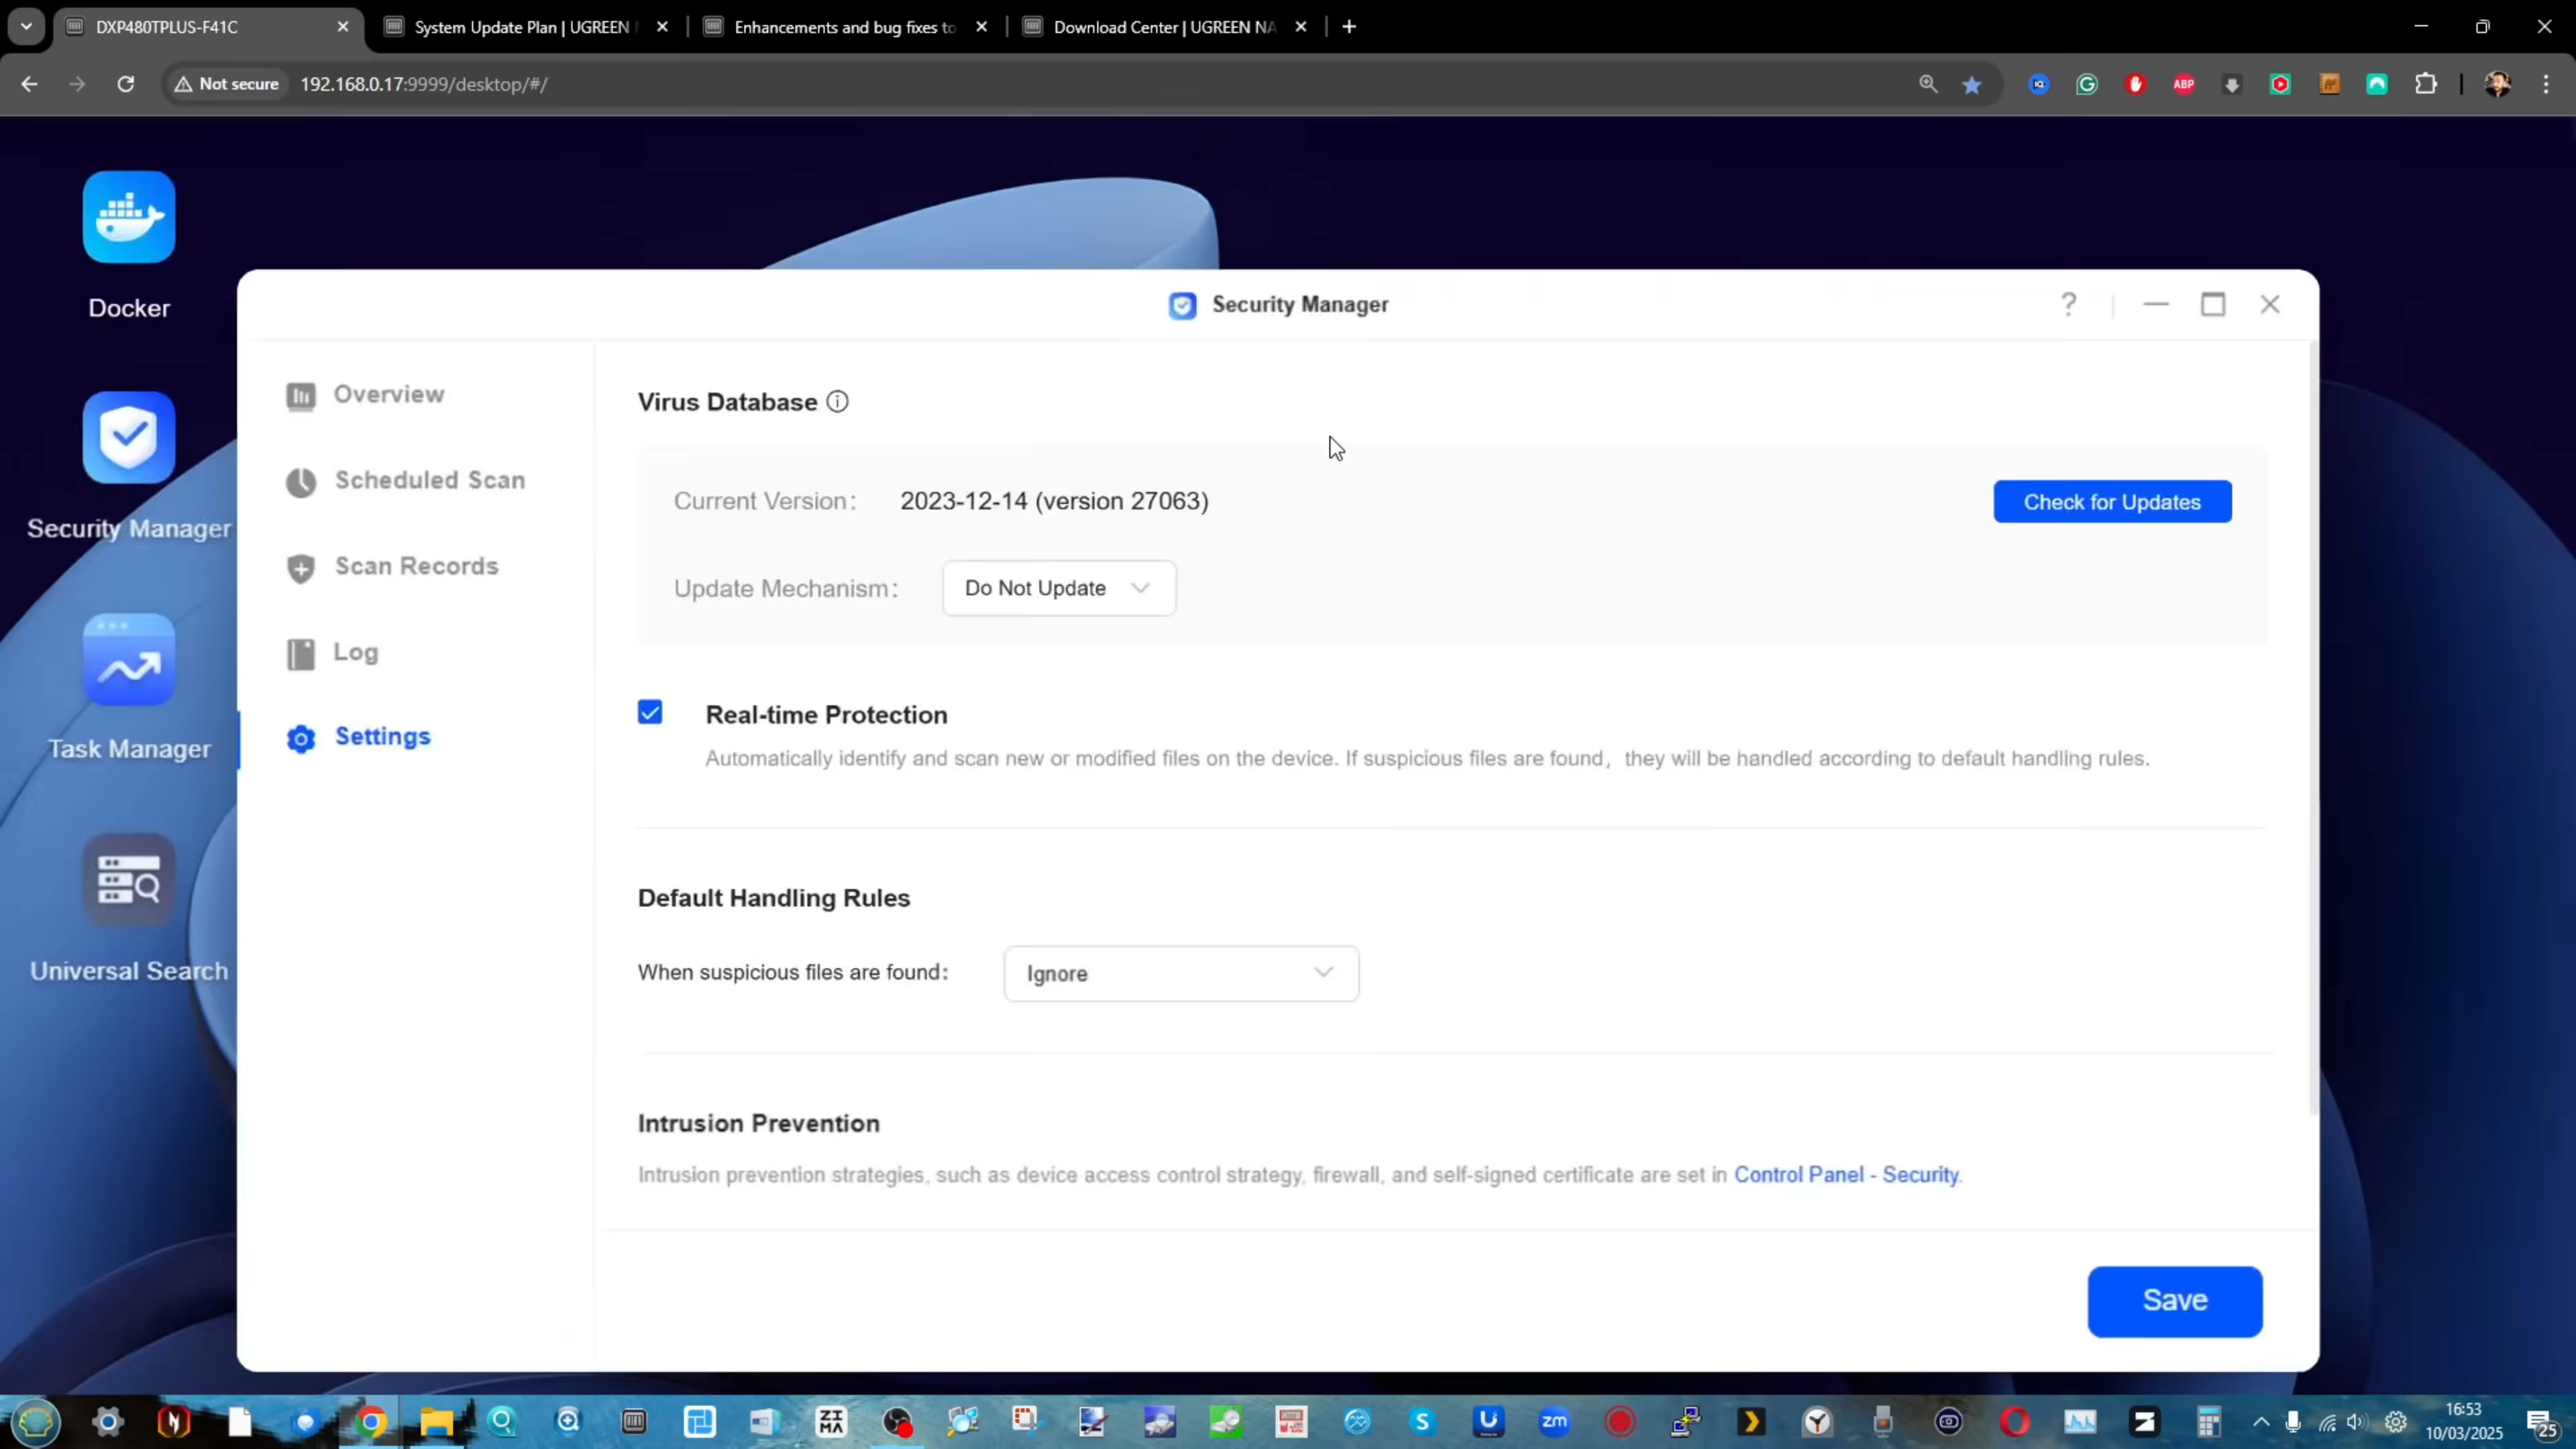 DXP480TPLUS-F41C
System Update Plan | UGREEN
Enhancements and bug fixes to
Download Center | UGREEN NA
Not secure
192.168.0.17:9999/desktop/#/
ABP
Docker
Security Manager
Task Manager
Universal Search
Security Manager
Overview
Scheduled Scan
Scan Records
Log
Settings
Virus Database
Current Version: 2023-12-14 (version 27063)
Check for Updates
Update Mechanism: Do Not Update
Real-time Protection
Automatically identify and scan new or modified files on the device. If suspicious files are found, they will be handled according to default handling rules.
Default Handling Rules
When suspicious files are found: Ignore
Intrusion Prevention
Intrusion prevention strategies, such as device access control strategy, firewall, and self-signed certificate are set in Control Panel - Security.
Save
ZI
MA
zm
16:53
10/03/2025
25